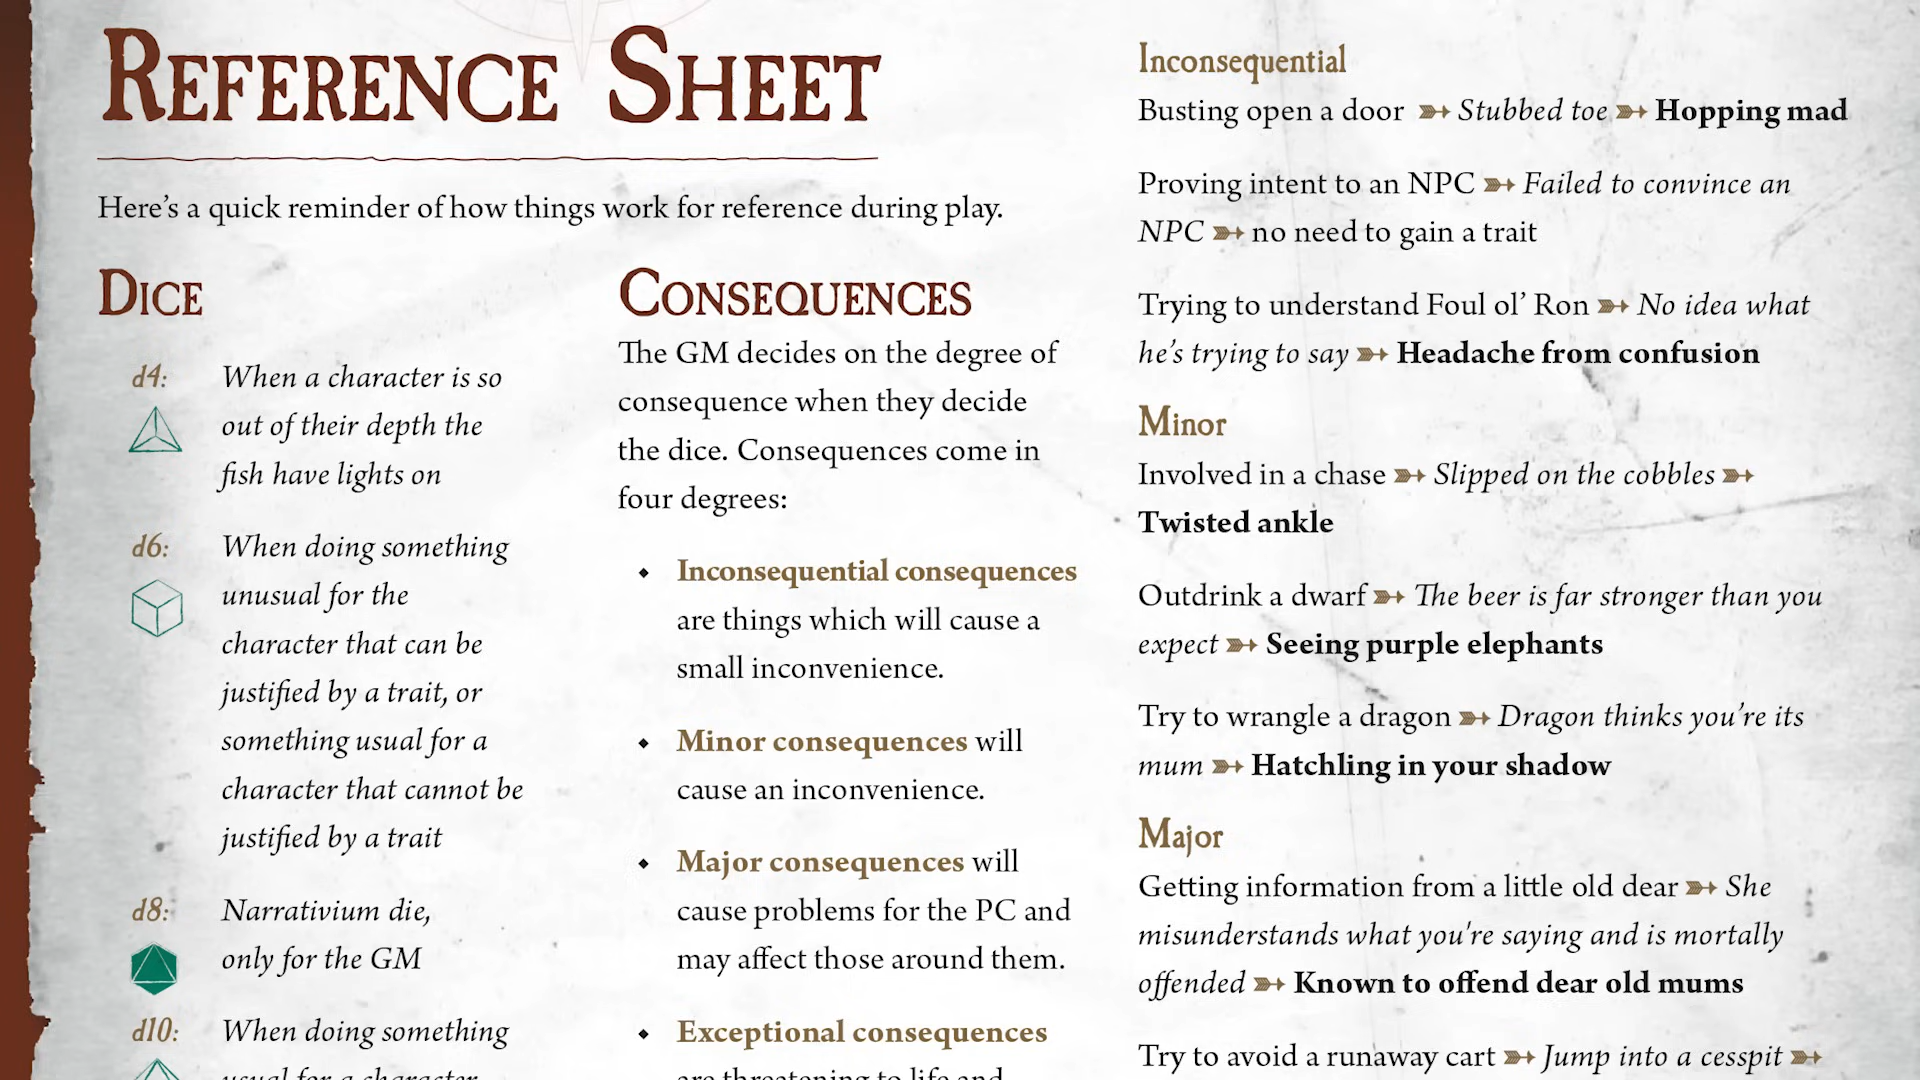 Reference Sheet
Here's a quick reminder of how things work for reference during play.
Dice
d4:
When a character is so
out of their depth the
fish have lights on
d6:
When doing something
unusual for the
character that can be
justified by a trait, or
something usual for a
character that cannot be
justified by a trait
d8:
Narrativium die,
only for the GM
d10:
When doing something
usual for a character
Consequences
The GM decides on the degree of
consequence when they decide
the dice. Consequences come in
four degrees:
Inconsequential consequences
are things which will cause a
small inconvenience.
Minor consequences will
cause an inconvenience.
Major consequences will
cause problems for the PC and
may affect those around them.
Exceptional consequences
are threatening to life and
Inconsequential
Busting open a door ➳ Stubbed toe ➳ Hopping mad
Proving intent to an NPC ➳ Failed to convince an
NPC ➳ no need to gain a trait
Trying to understand Foul ol' Ron ➳ No idea what
he's trying to say ➳ Headache from confusion
Minor
Involved in a chase ➳ Slipped on the cobbles ➳
Twisted ankle
Outdrink a dwarf ➳ The beer is far stronger than you
expect ➳ Seeing purple elephants
Try to wrangle a dragon ➳ Dragon thinks you're its
mum ➳ Hatchling in your shadow
Major
Getting information from a little old dear ➳ She
misunderstands what you're saying and is mortally
offended ➳ Known to offend dear old mums
Try to avoid a runaway cart ➳ Jump into a cesspit ➳